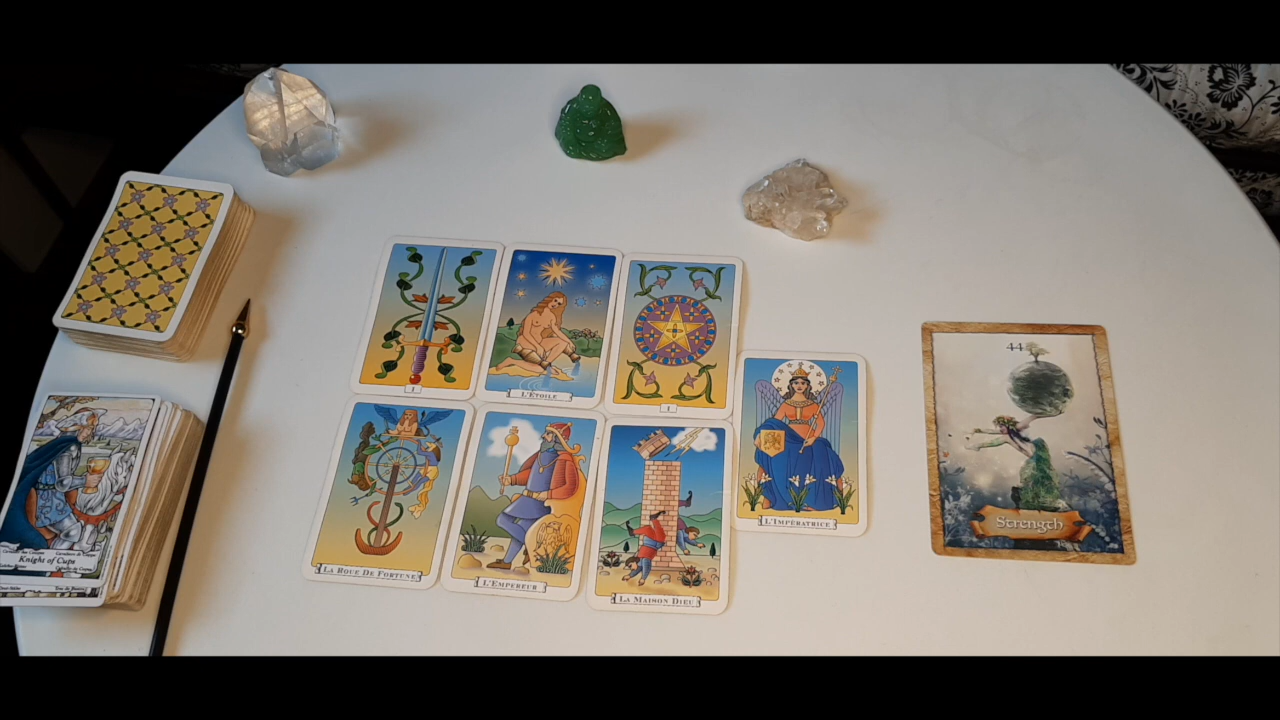 I
L'ÉTOILE
I
LA ROUE DE FORTUNE
L'EMPEREUR
LA MAISON DIEU
L'IMPÉRATRICE
44
Strength
Knight of Cups